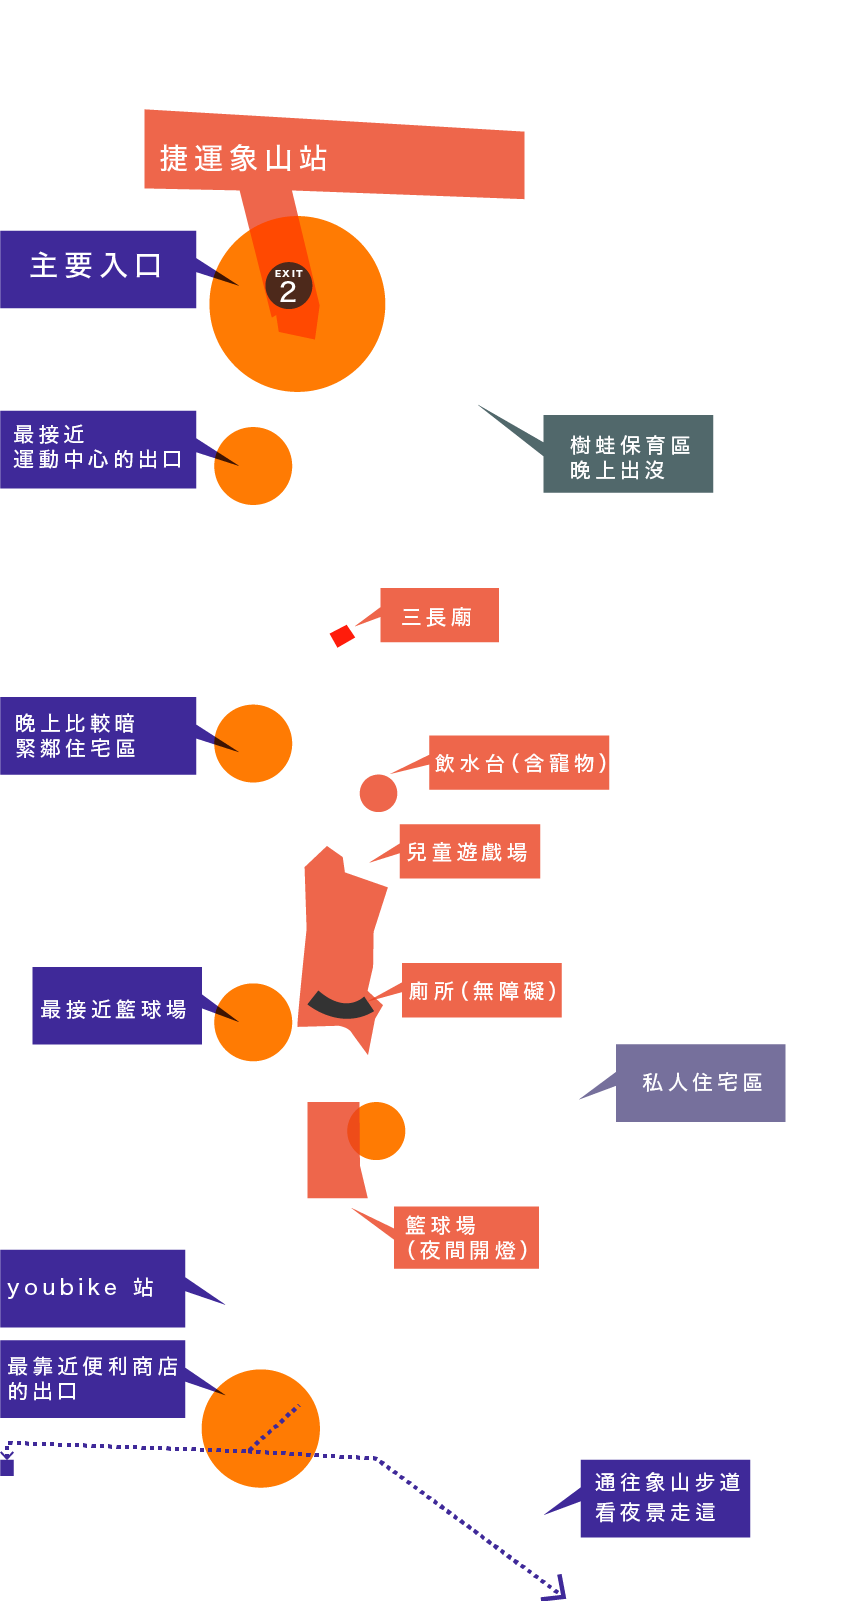 捷運象山站
主要入口
EXIT
2
最接近
運動中心的出口
樹蛙保育區
晚上出沒
三長廟
晚上比較暗
緊鄰住宅區
飲水台(含寵物)
兒童遊戲場
最接近籃球場
廁所(無障礙)
私人住宅區
籃球場
(夜間開燈)
youbike 站
最靠近便利商店
的出口
通往象山步道
看夜景走這